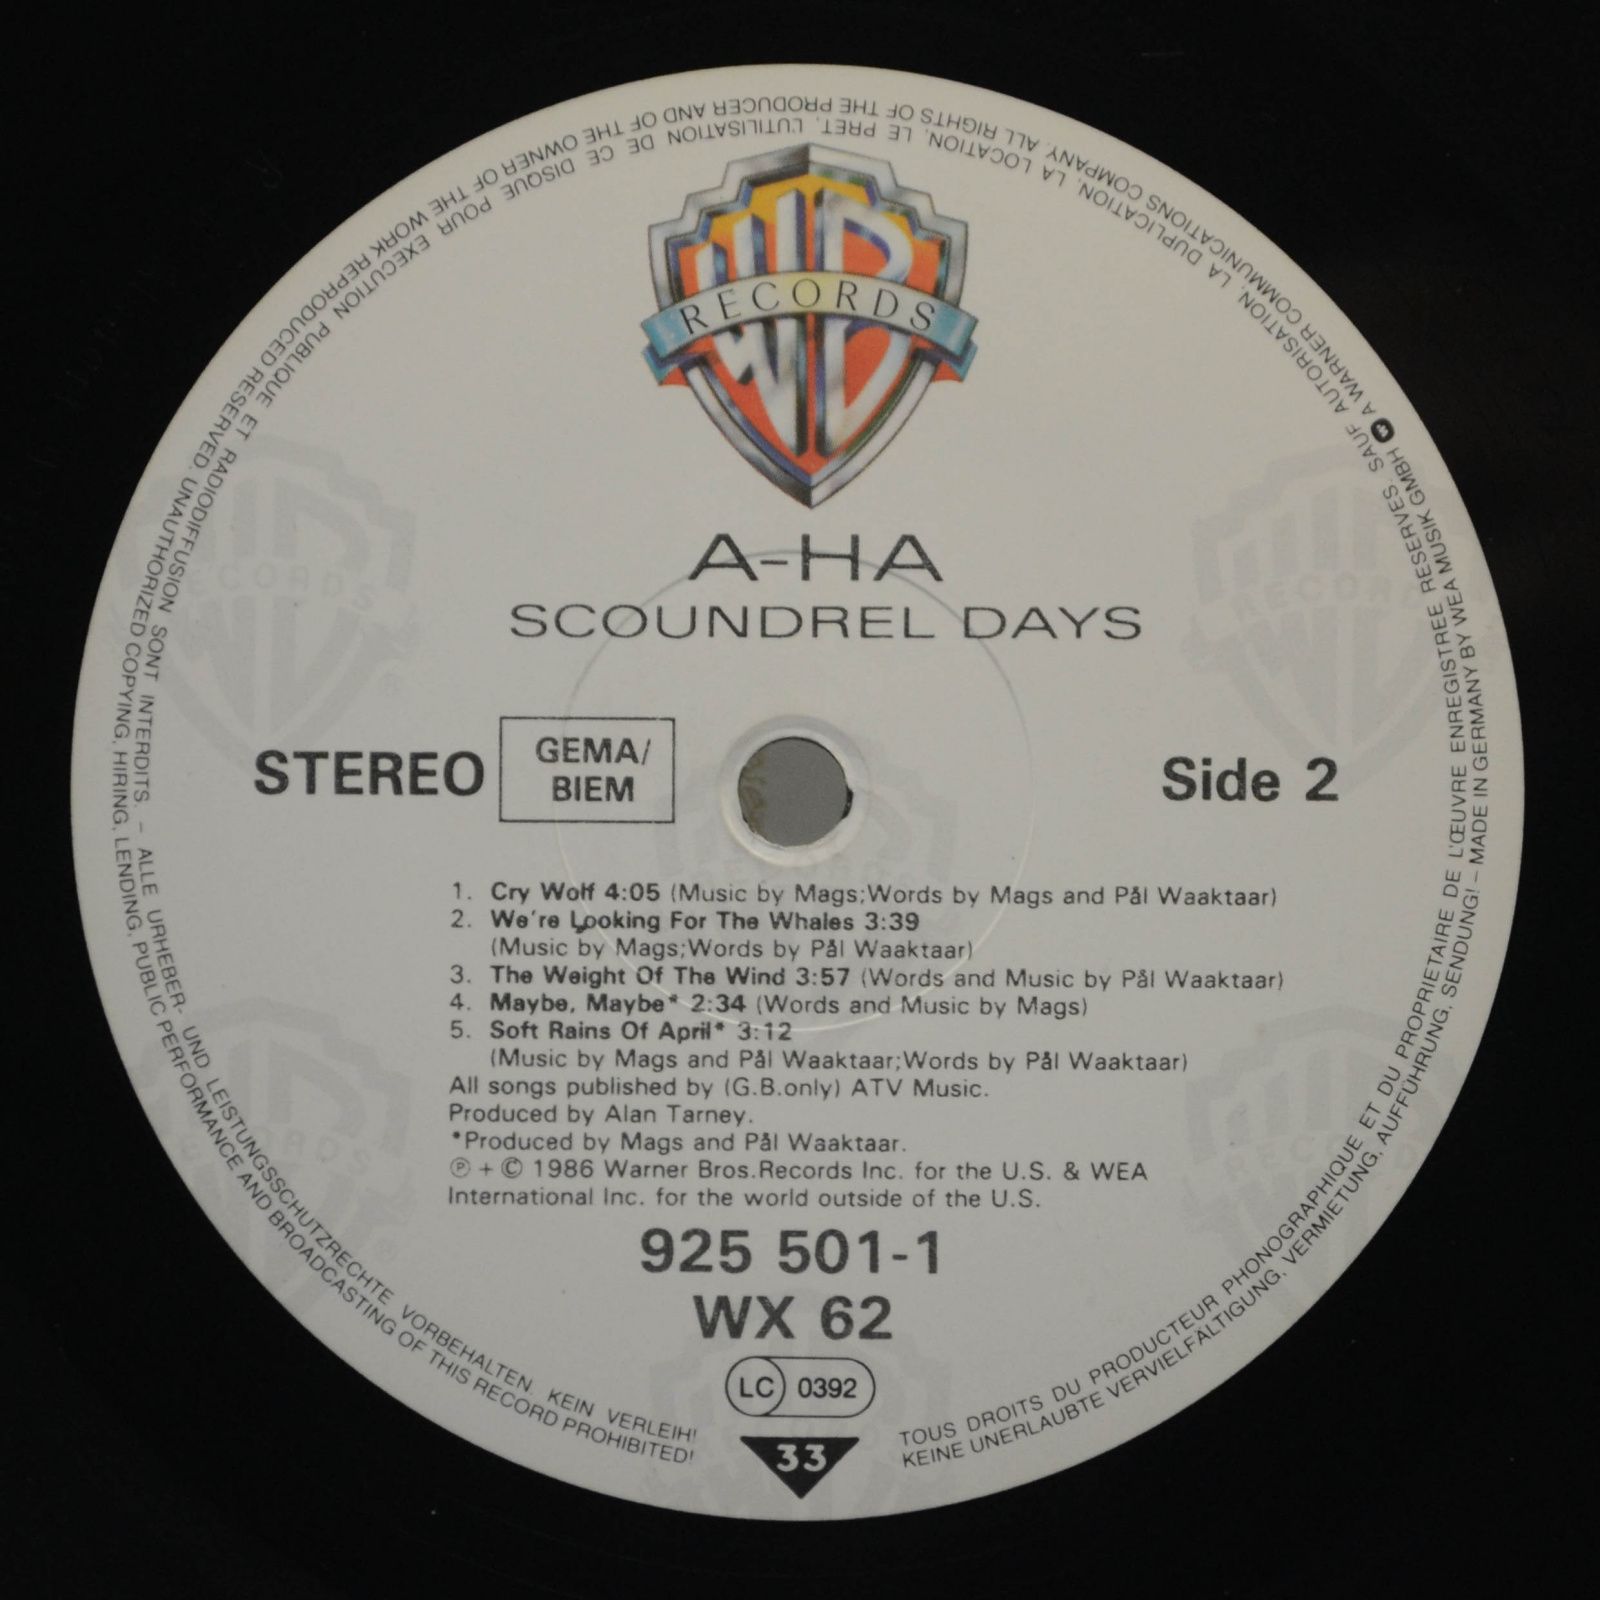 RECORDS
A-HA
SCOUNDREL DAYS
STEREO
GEMA/
BIEM
Side 2
1. Cry Wolf 4:05 (Music by Mags;Words by Mags and Pål Waaktaar)
2. We're Looking For The Whales 3:39
(Music by Mags;Words by Pål Waaktaar)
3. The Weight Of The Wind 3:57 (Words and Music by Pål Waaktaar)
4. Maybe, Maybe* 2:34 (Words and Music by Mags)
5. Soft Rains Of April* 3:12
(Music by Mags and Pål Waaktaar;Words by Pål Waaktaar)
All songs published by (G.B.only) ATV Music.
Produced by Alan Tarney.
*Produced by Mags and Pål Waaktaar.
℗ + © 1986 Warner Bros.Records Inc. for the U.S. & WEA
International Inc. for the world outside of the U.S.
925 501-1
WX 62
LC 0392
33
TOUS DROITS DU PRODUCTEUR PHONOGRAPHIQUE ET DU PROPRIETAIRE DE L'ŒUVRE ENREGISTREE RESERVES. SAUF AUTORISATION, LA DUPLICATION, LA LOCATION, LE PRET, L'UTILISATION DE CE DISQUE POUR EXECUTION PUBLIQUE ET RADIODIFFUSION SONT INTERDITS. – ALLE URHEBER- UND LEISTUNGSSCHUTZRECHTE VORBEHALTEN. KEIN VERLEIH!
KEINE UNERLAUBTE VERVIELFÄLTIGUNG, VERMIETUNG, AUFFÜHRUNG, SENDUNG! – MADE IN GERMANY BY WEA MUSIK GMBH A WARNER COMMUNICATIONS COMPANY. ALL RIGHTS OF THE PRODUCER AND OF THE OWNER OF THE WORK REPRODUCED RESERVED. UNAUTHORIZED COPYING, HIRING, LENDING, PUBLIC PERFORMANCE AND BROADCASTING OF THIS RECORD PROHIBITED!